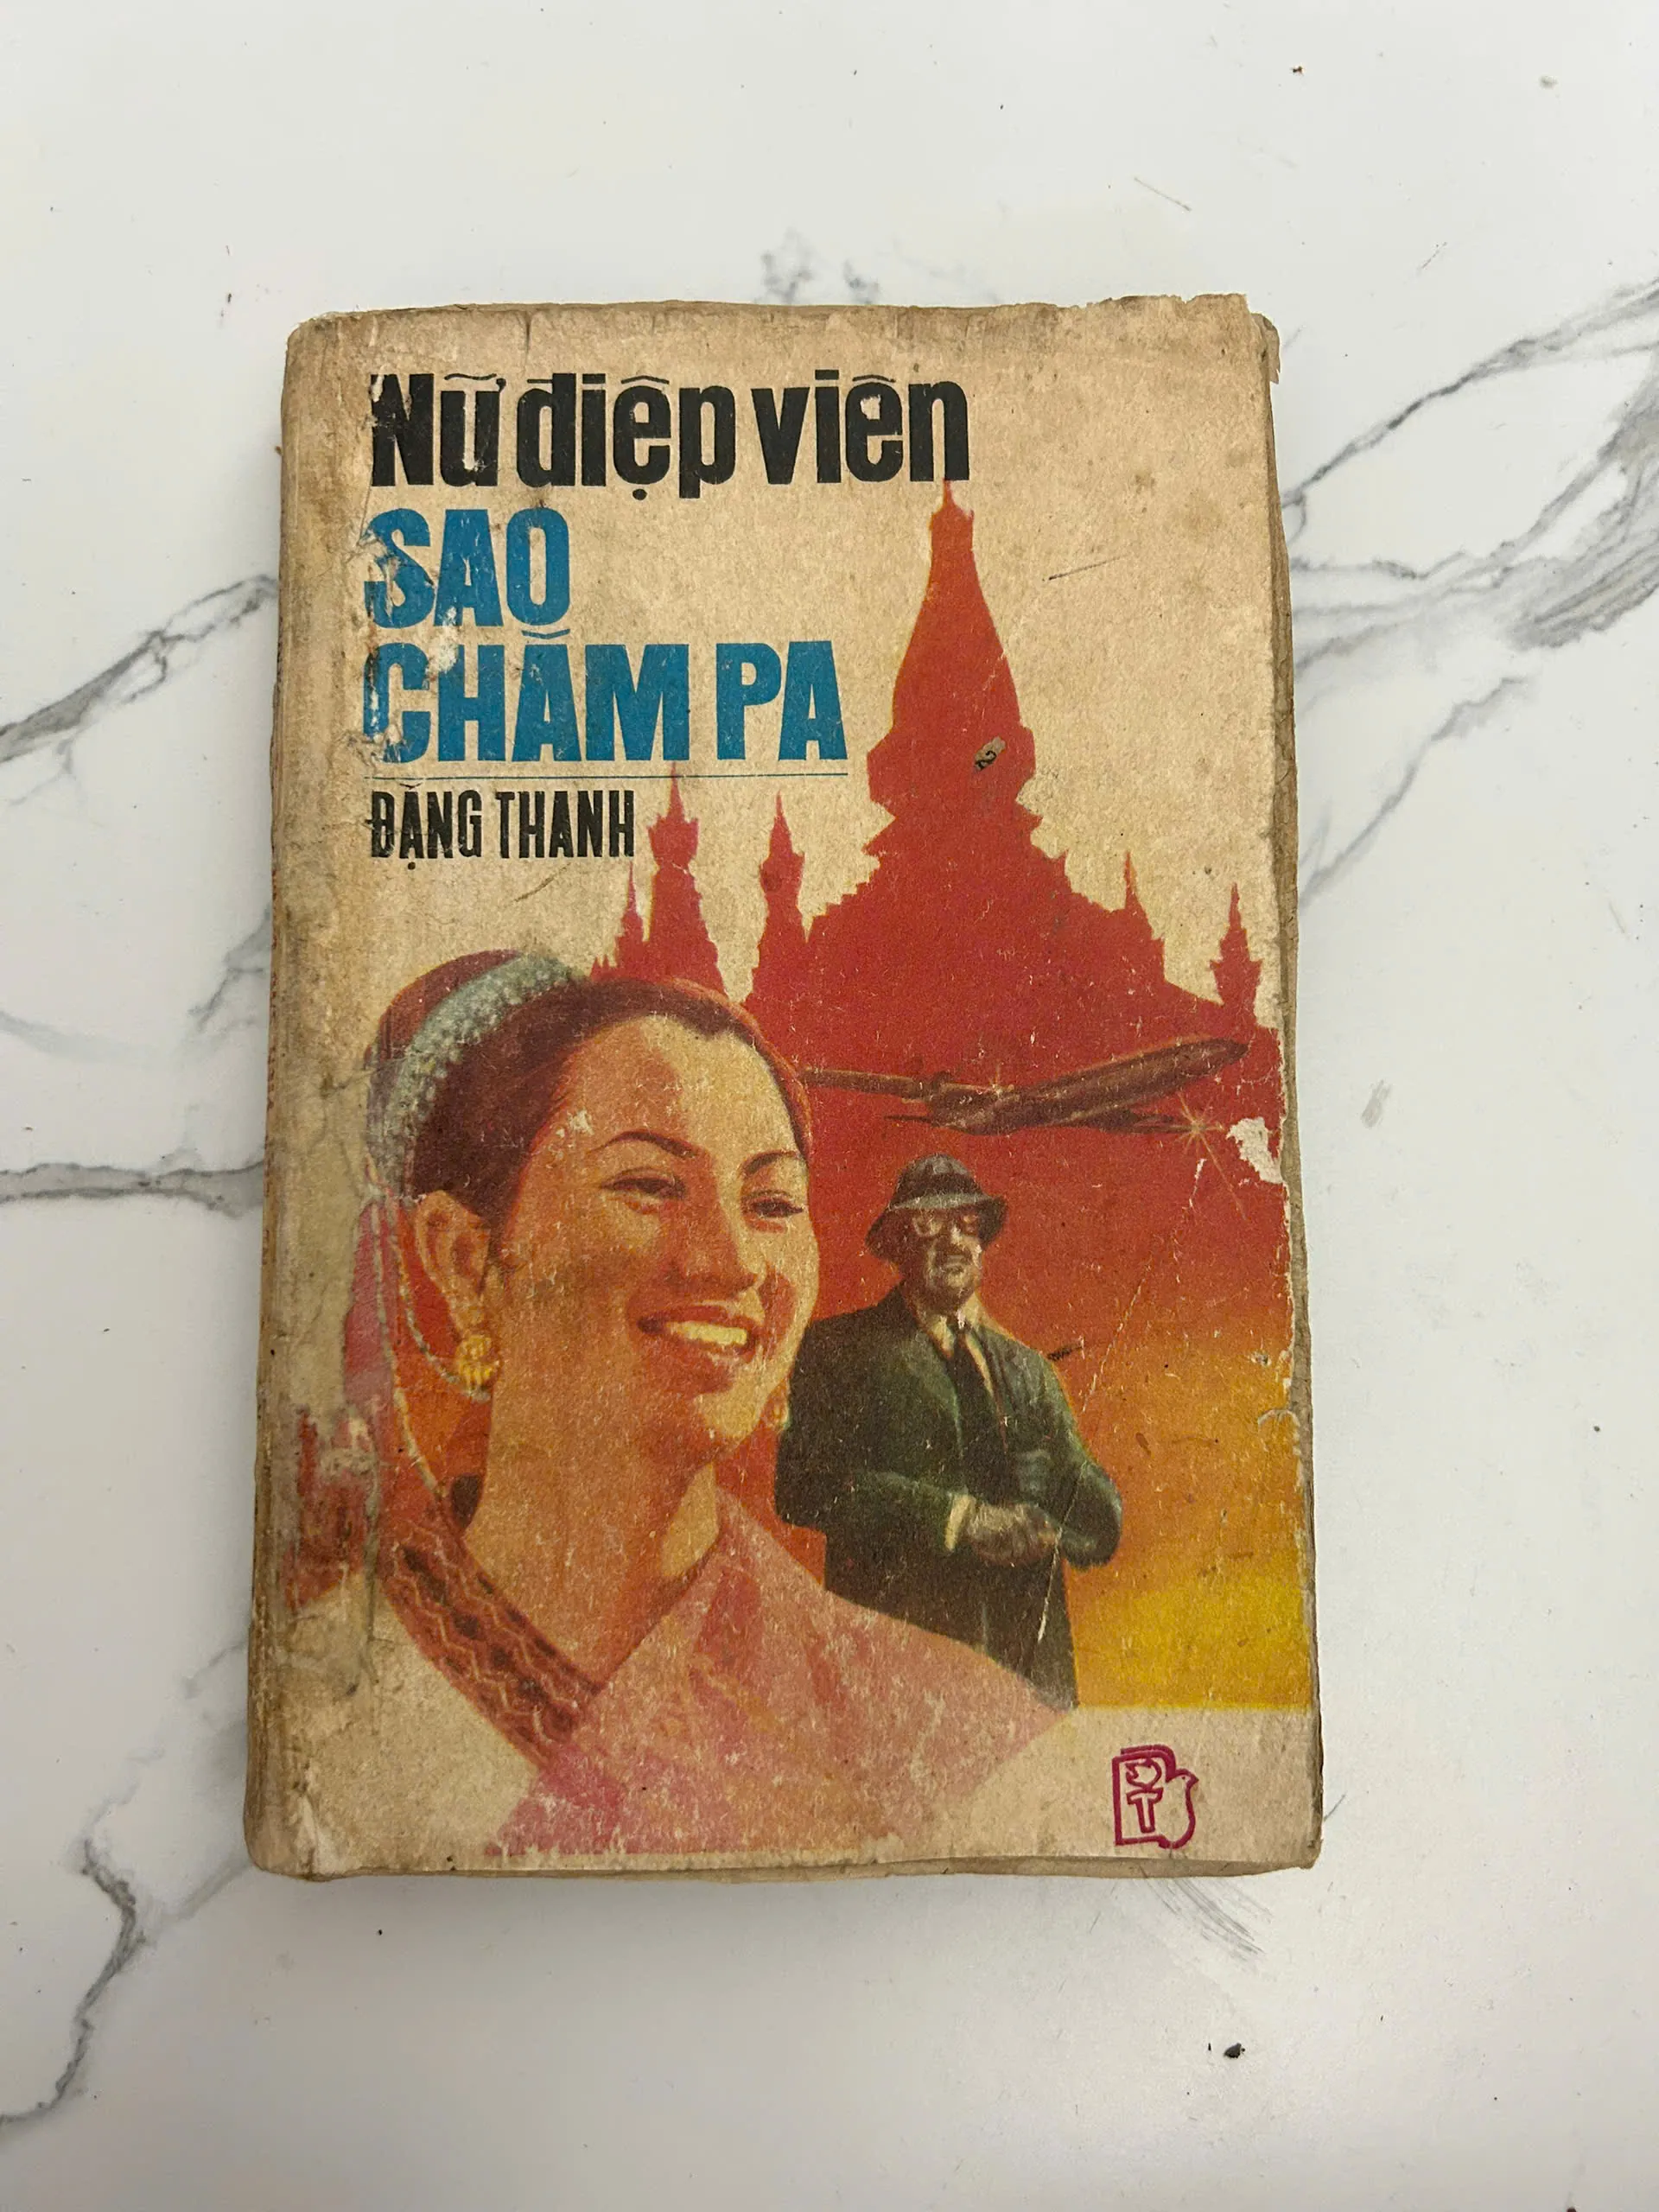 Nữ điệp viên
SAO
CHĂM PA
ĐẶNG THANH